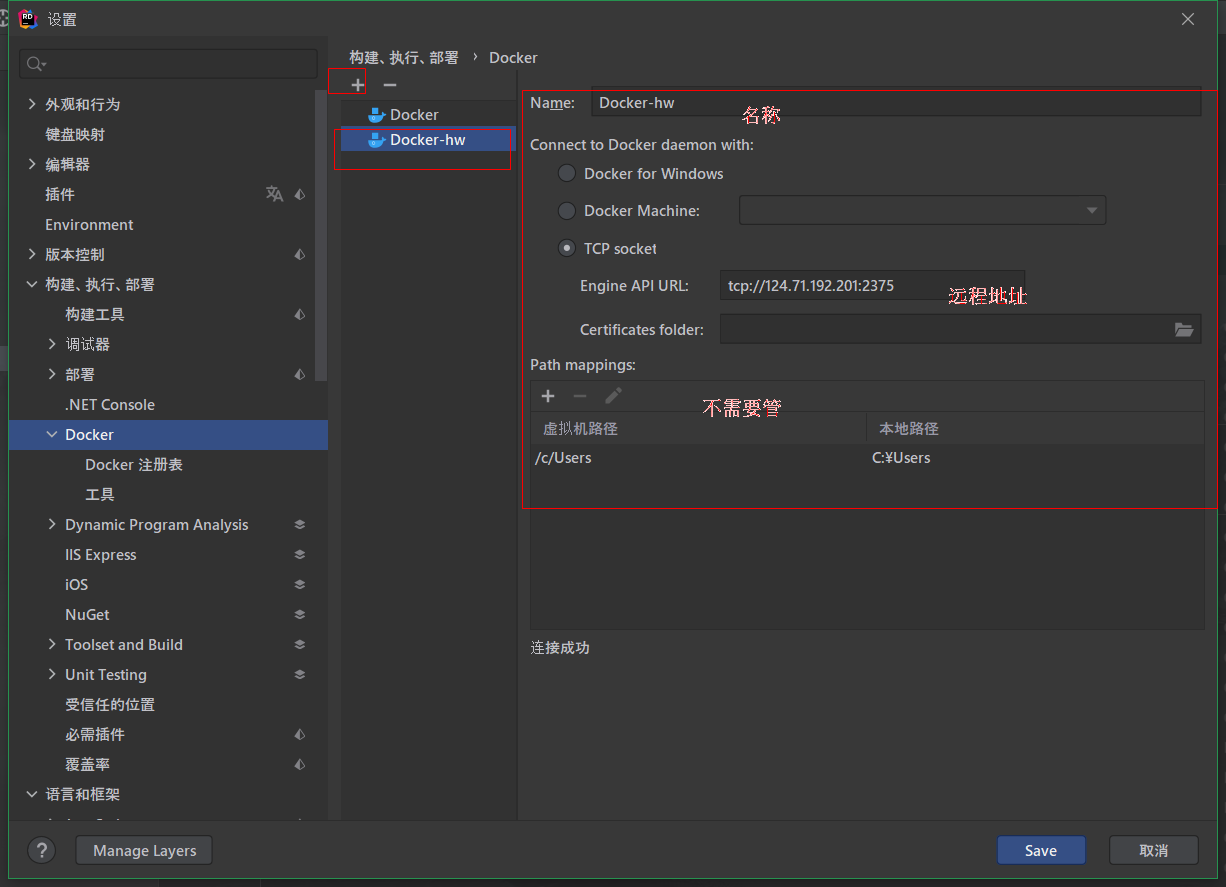 设置
构建、执行、部署 › Docker
外观和行为
键盘映射
编辑器
插件
Environment
版本控制
构建、执行、部署
构建工具
调试器
部署
.NET Console
Docker
Docker 注册表
工具
Dynamic Program Analysis
IIS Express
iOS
NuGet
Toolset and Build
Unit Testing
受信任的位置
必需插件
覆盖率
语言和框架
Docker
Docker-hw
Name: Docker-hw
名称
Connect to Docker daemon with:
Docker for Windows
Docker Machine:
TCP socket
Engine API URL: tcp://124.71.192.201:2375
远程地址
Certificates folder:
Path mappings:
不需要管
虚拟机路径 本地路径
/c/Users C:¥Users
连接成功
? Manage Layers Save 取消